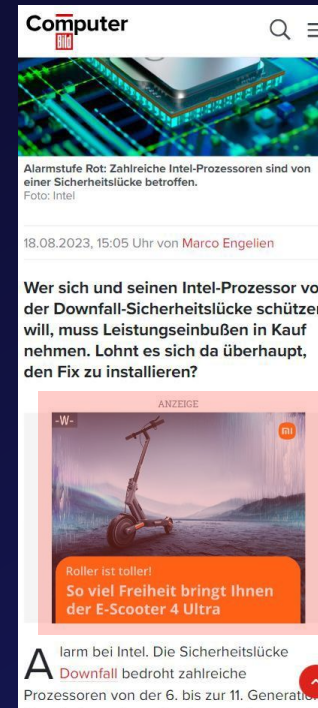 Computer
Bild
Alarmstufe Rot: Zahlreiche Intel-Prozessoren sind von
einer Sicherheitslücke betroffen.
Foto: Intel
18.08.2023, 15:05 Uhr von Marco Engelien
Wer sich und seinen Intel-Prozessor vo
der Downfall-Sicherheitslücke schützen
will, muss Leistungseinbußen in Kauf
nehmen. Lohnt es sich da überhaupt,
den Fix zu installieren?
ANZEIGE
-W-
mi
Roller ist toller!
So viel Freiheit bringt Ihnen
der E-Scooter 4 Ultra
Alarm bei Intel. Die Sicherheitslücke
Downfall bedroht zahlreiche
Prozessoren von der 6. bis zur 11. Generatio